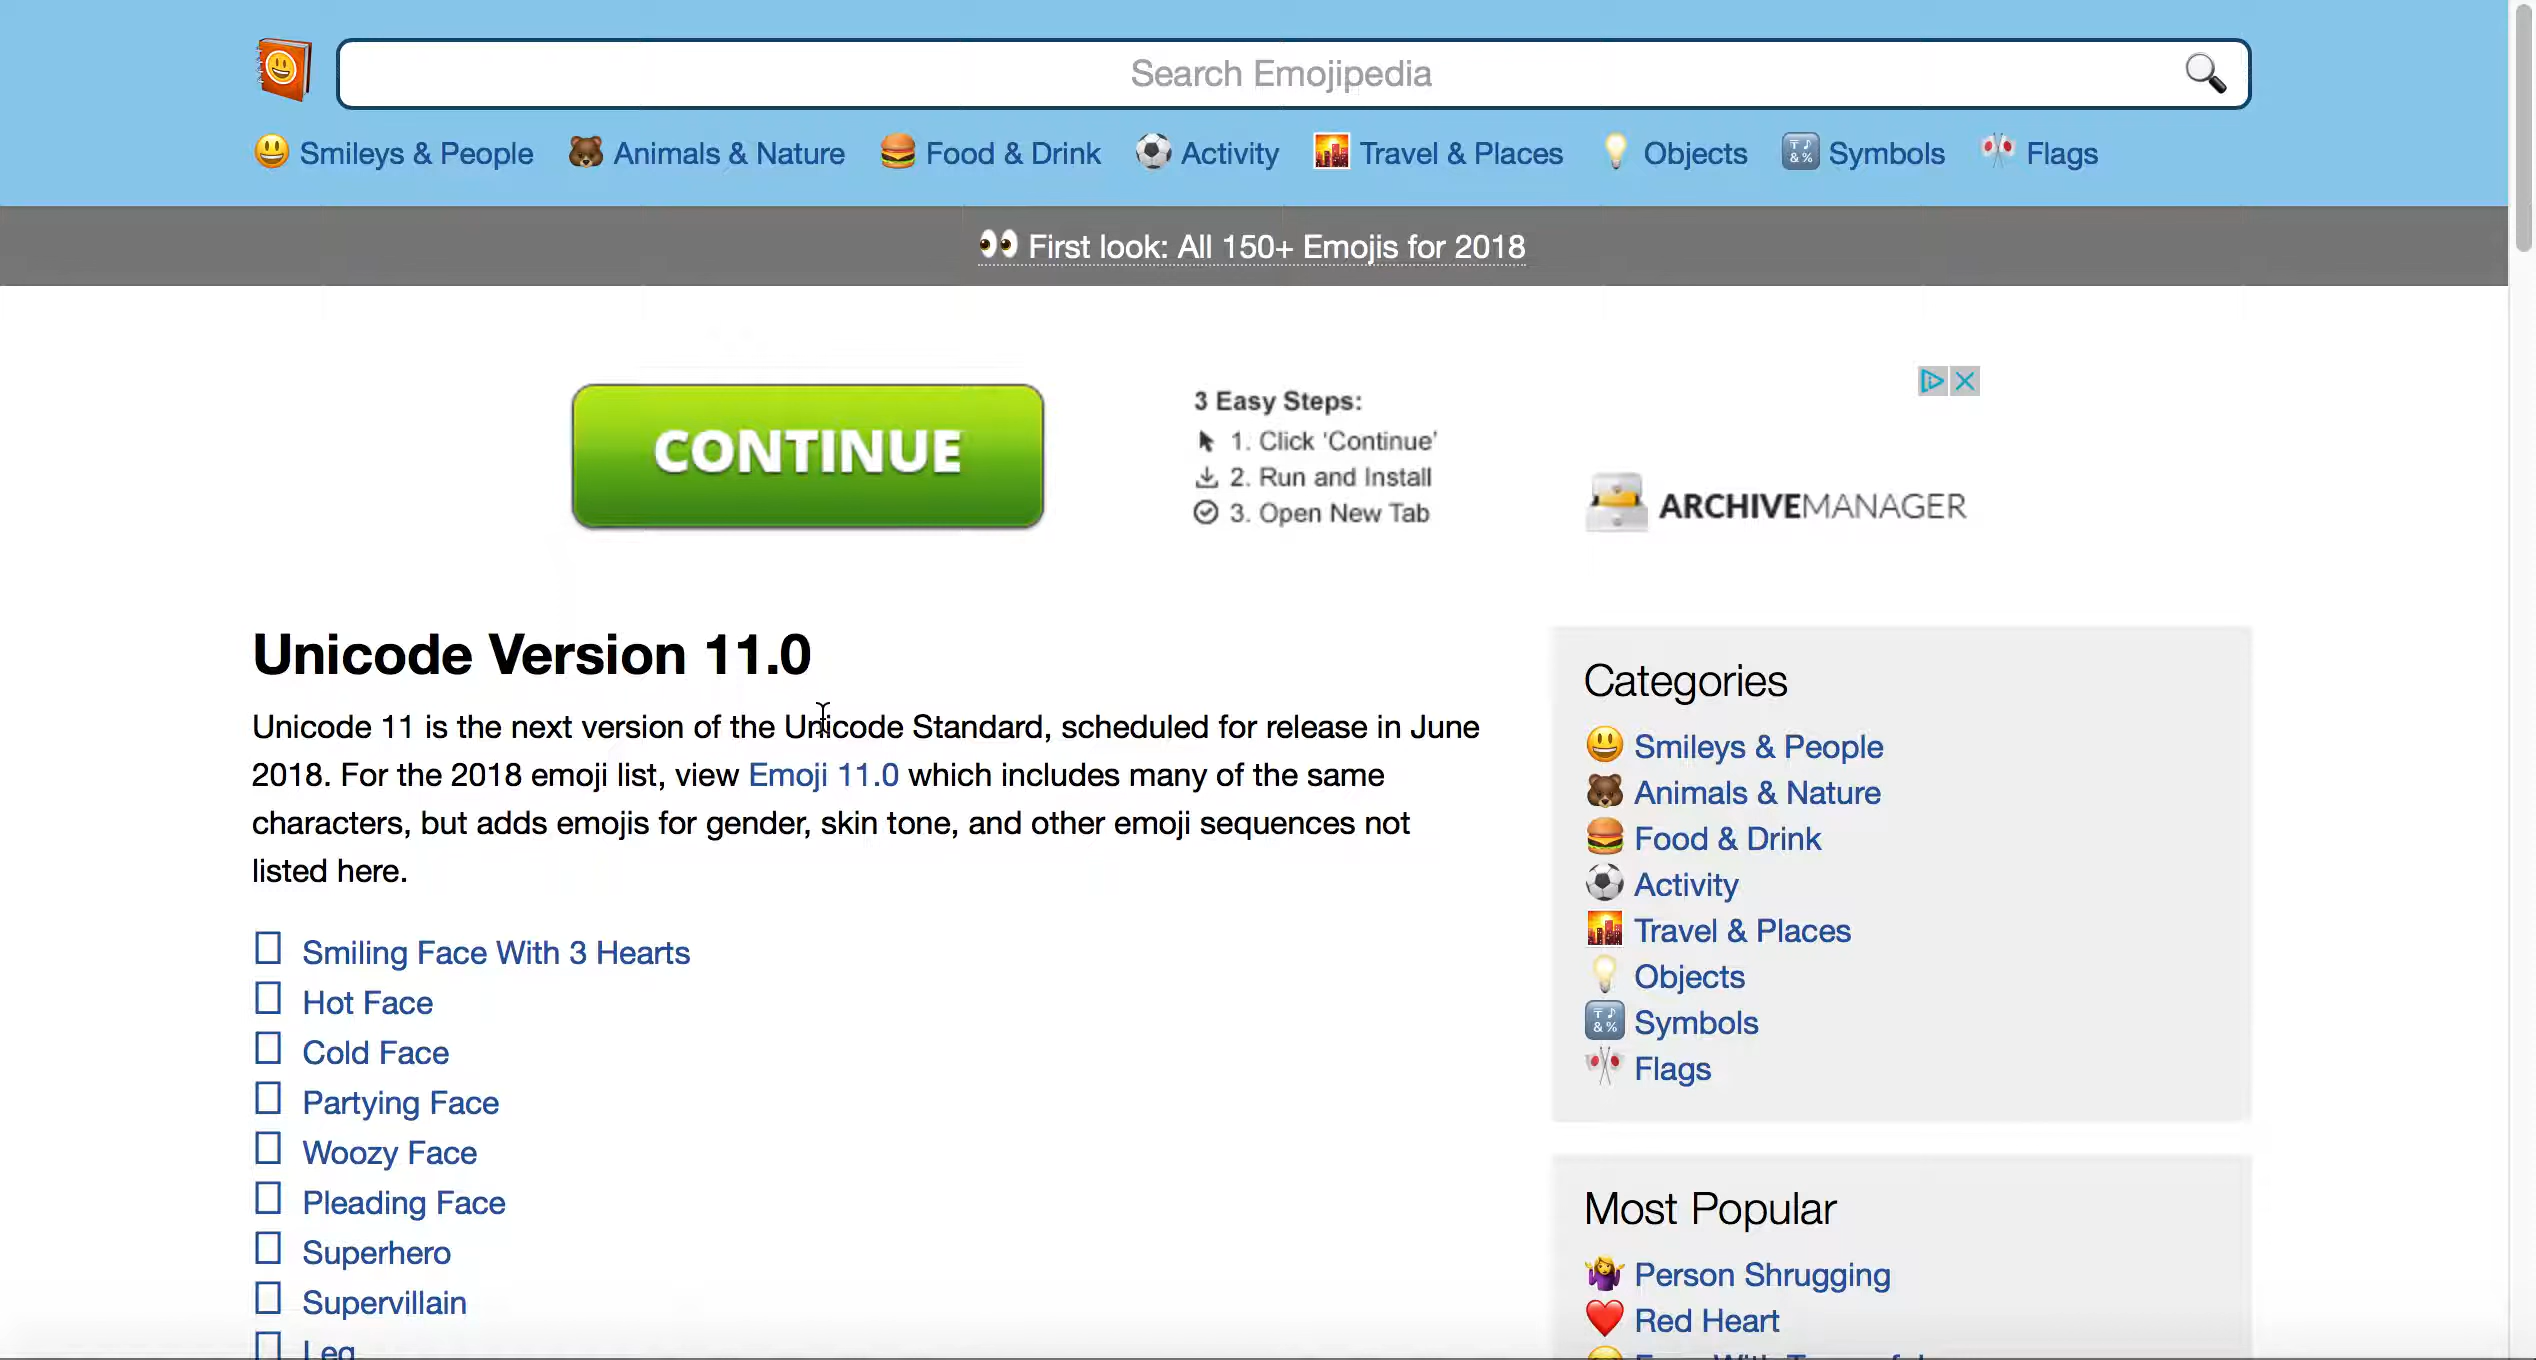 Search Emojipedia
Smileys & People Animals & Nature Food & Drink Activity Travel & Places Objects Symbols Flags
First look: All 150+ Emojis for 2018
CONTINUE
3 Easy Steps:
1. Click 'Continue'
2. Run and Install
3. Open New Tab
ARCHIVEMANAGER
Unicode Version 11.0
Unicode 11 is the next version of the Unicode Standard, scheduled for release in June
2018. For the 2018 emoji list, view Emoji 11.0 which includes many of the same
characters, but adds emojis for gender, skin tone, and other emoji sequences not
listed here.
Smiling Face With 3 Hearts
Hot Face
Cold Face
Partying Face
Woozy Face
Pleading Face
Superhero
Supervillain
Leg
Categories
Smileys & People
Animals & Nature
Food & Drink
Activity
Travel & Places
Objects
Symbols
Flags
Most Popular
Person Shrugging
Red Heart